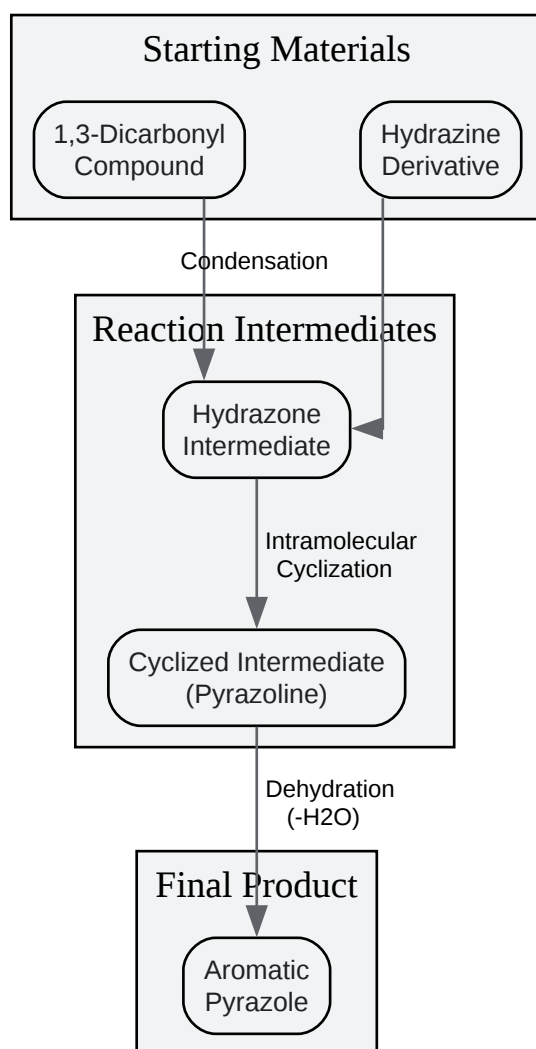 Starting Materials
1,3-Dicarbonyl
Compound
Hydrazine
Derivative
Condensation
Reaction Intermediates
Hydrazone
Intermediate
Intramolecular
Cyclization
Cyclized Intermediate
(Pyrazoline)
Dehydration
(-H2O)
Final Product
Aromatic
Pyrazole